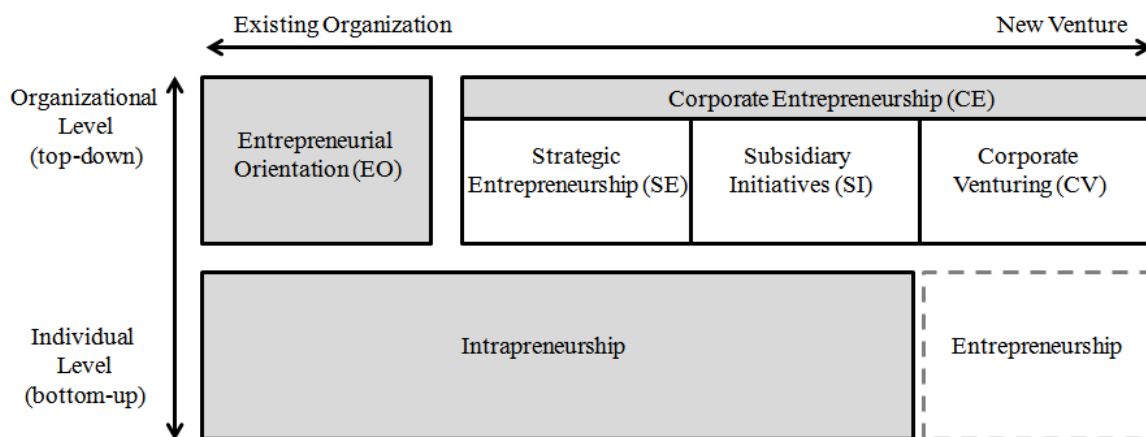 Existing Organization
New Venture
Organizational
Level
(top-down)
Entrepreneurial
Orientation (EO)
Corporate Entrepreneurship (CE)
Strategic
Entrepreneurship (SE)
Subsidiary
Initiatives (SI)
Corporate
Venturing (CV)
Individual
Level
(bottom-up)
Intrapreneurship
Entrepreneurship